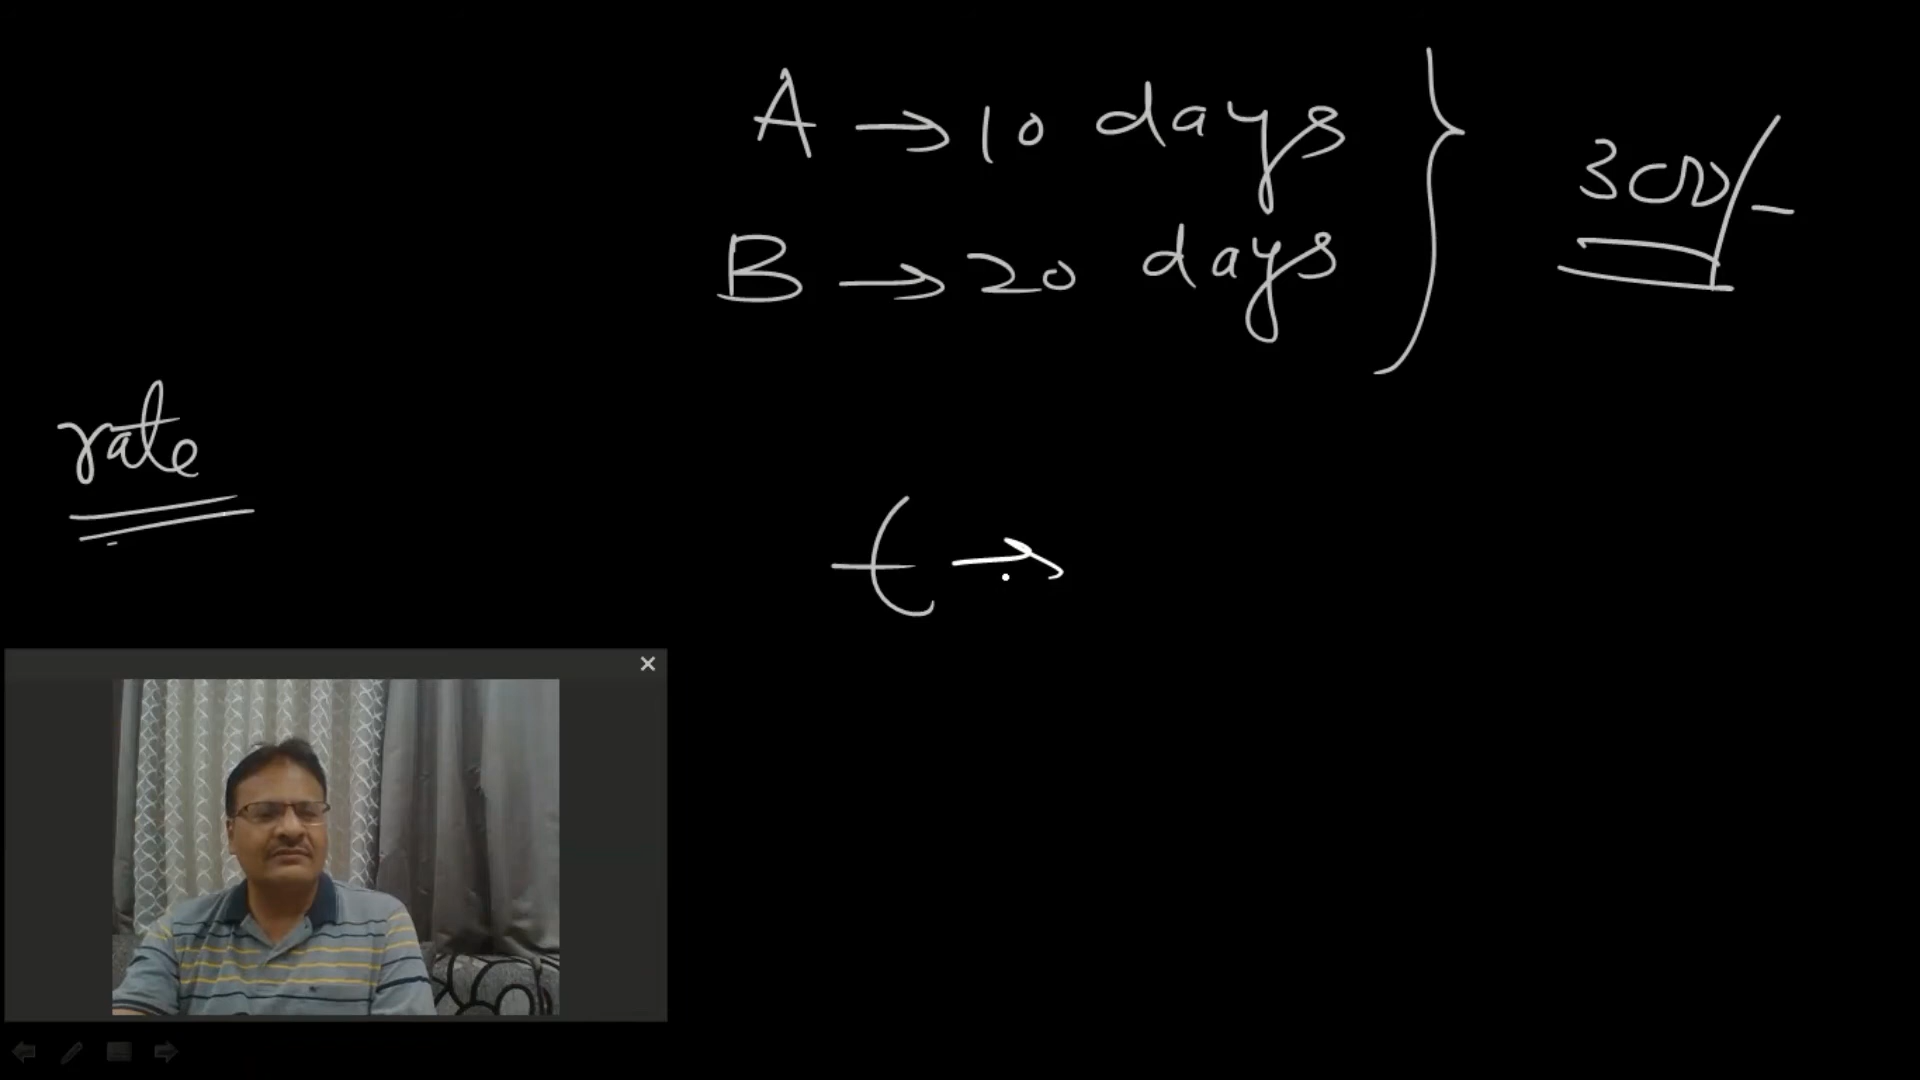 A → 10 days
B → 20 days
300/-
rate
€ →